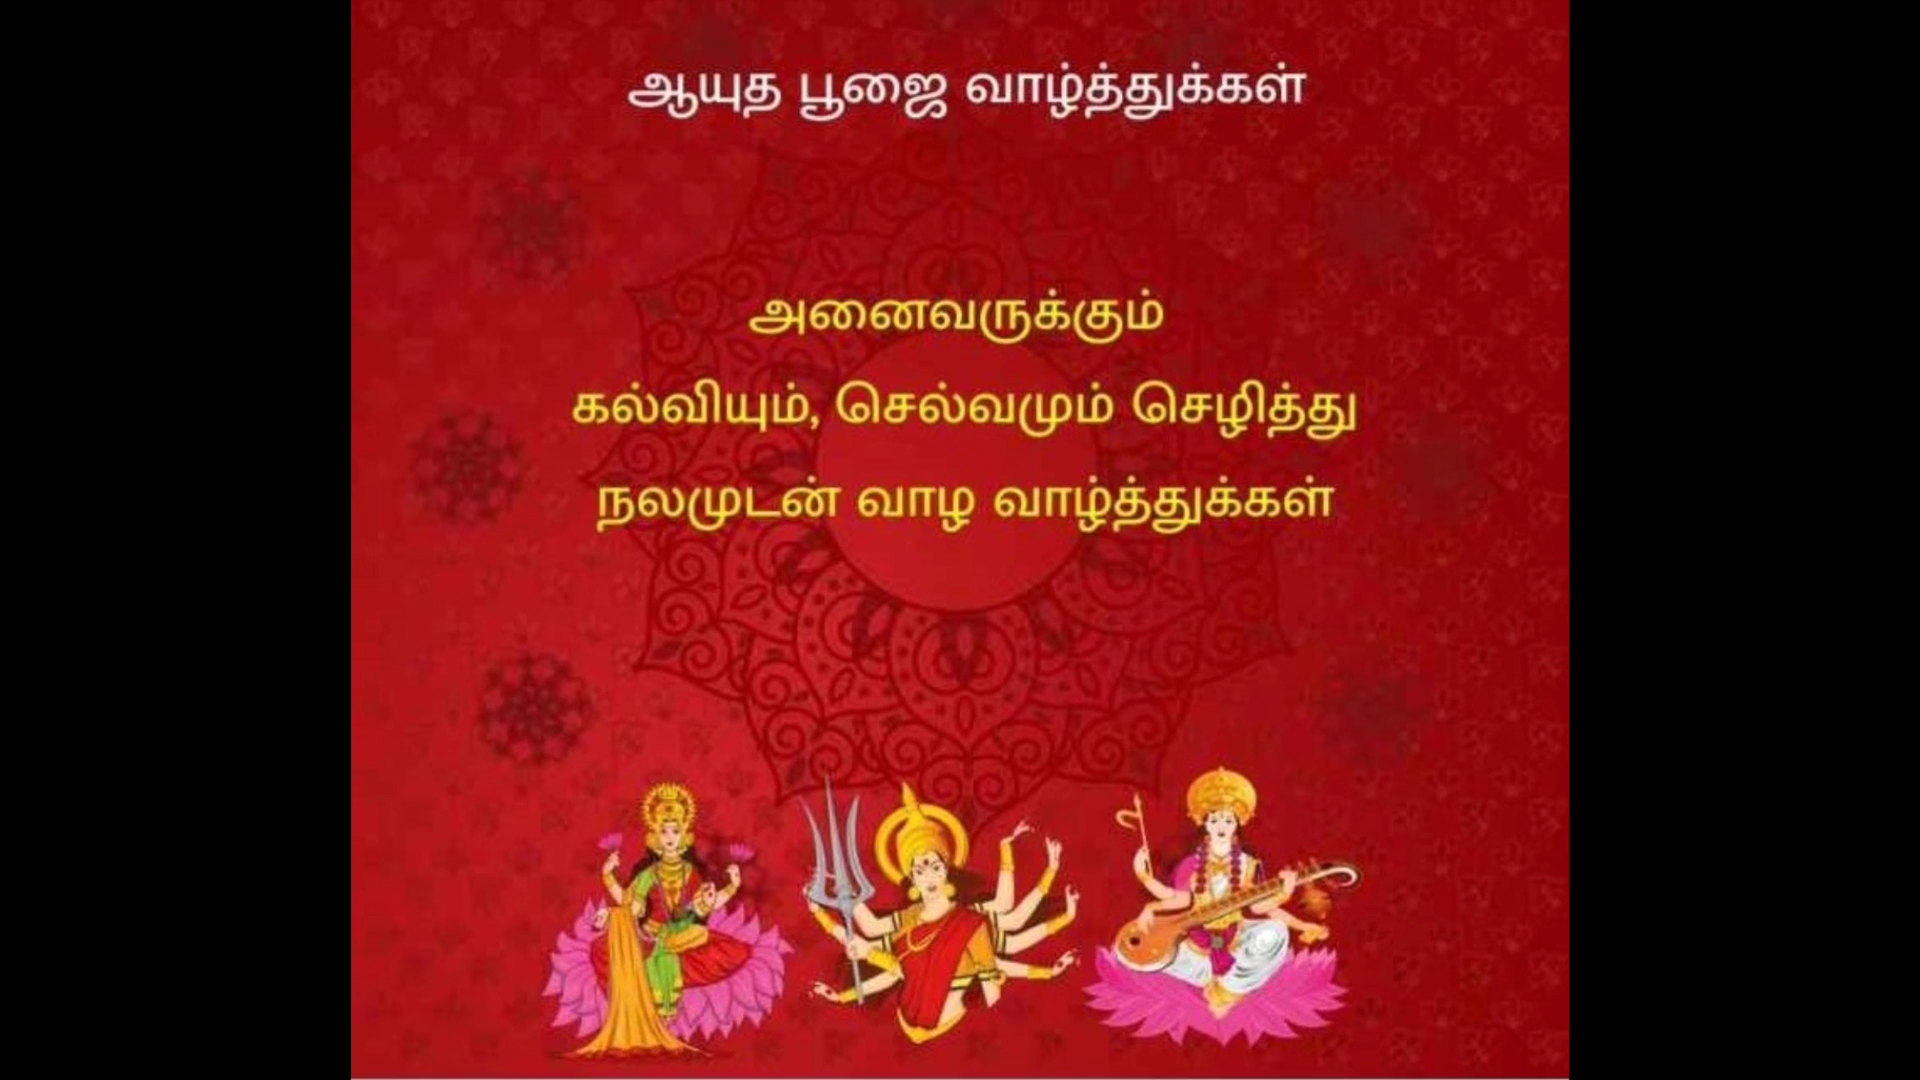 ஆயுத பூஜை வாழ்த்துக்கள்
அனைவருக்கும்
கல்வியும், செல்வமும் செழித்து
நலமுடன் வாழ வாழ்த்துக்கள்